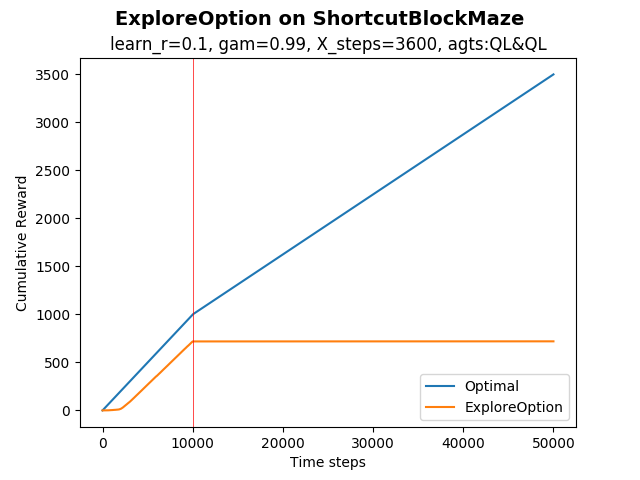 ExploreOption on ShortcutBlockMaze
learn_r=0.1, gam=0.99, X_steps=3600, agts:QL&QL
3500
3000
2500
2000
1500
1000
500
0
Cumulative Reward
Optimal
ExploreOption
0 10000 20000 30000 40000 50000
Time steps